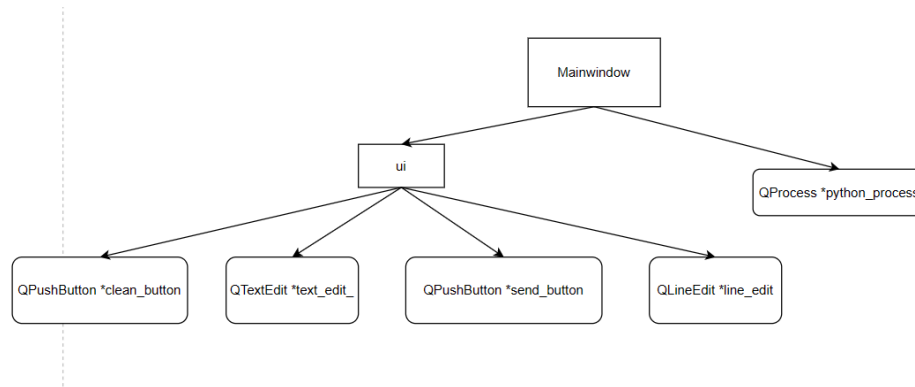 Mainwindow
ui
QProcess *python_process
QPushButton *clean_button
QTextEdit *text_edit_
QPushButton *send_button
QLineEdit *line_edit